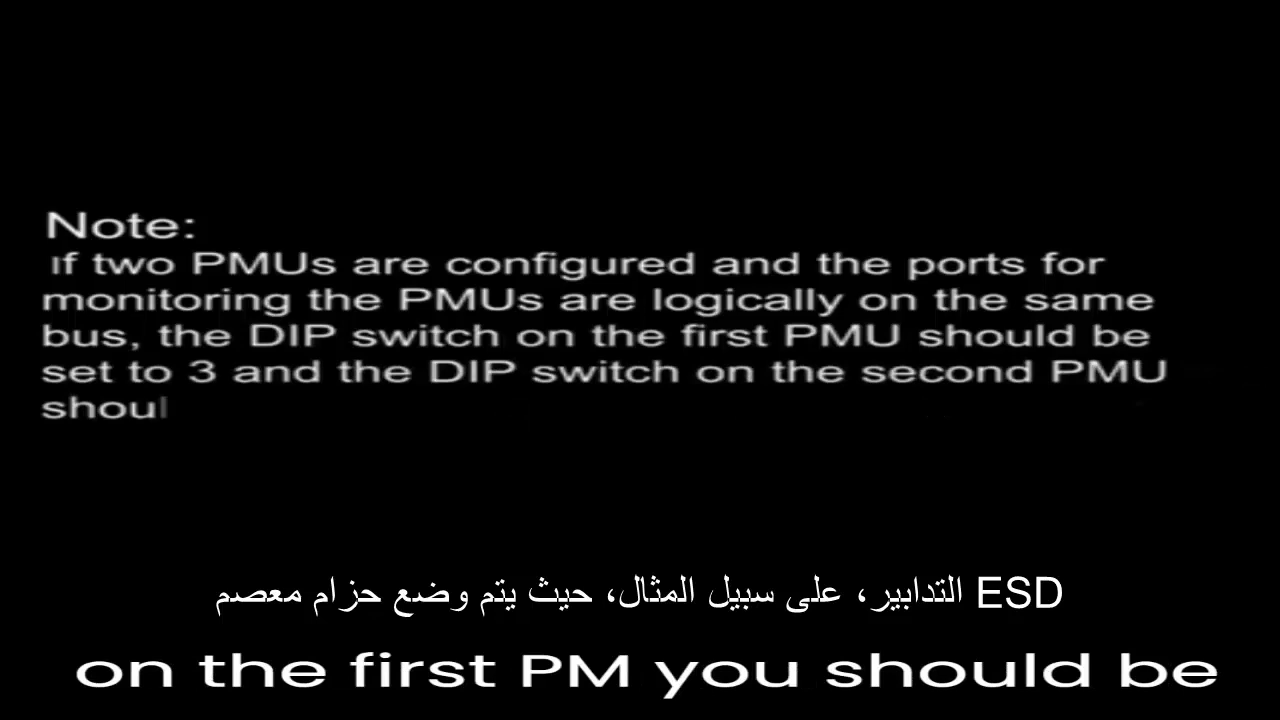 Note:
If two PMUs are configured and the ports for
monitoring the PMUs are logically on the same
bus, the DIP switch on the first PMU should be
set to 3 and the DIP switch on the second PMU
shoul
ESD التدابير، على سبيل المثال، حيث يتم وضع حزام معصم
on the first PM you should be